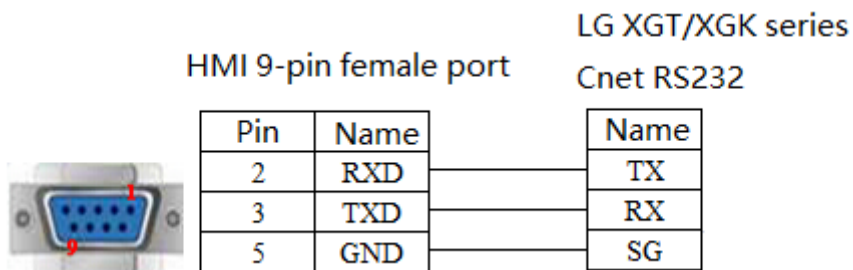 LG XGT/XGK series
HMI 9-pin female port
Cnet RS232
Pin Name Name
2 RXD TX
3 TXD RX
5 GND SG
1
9